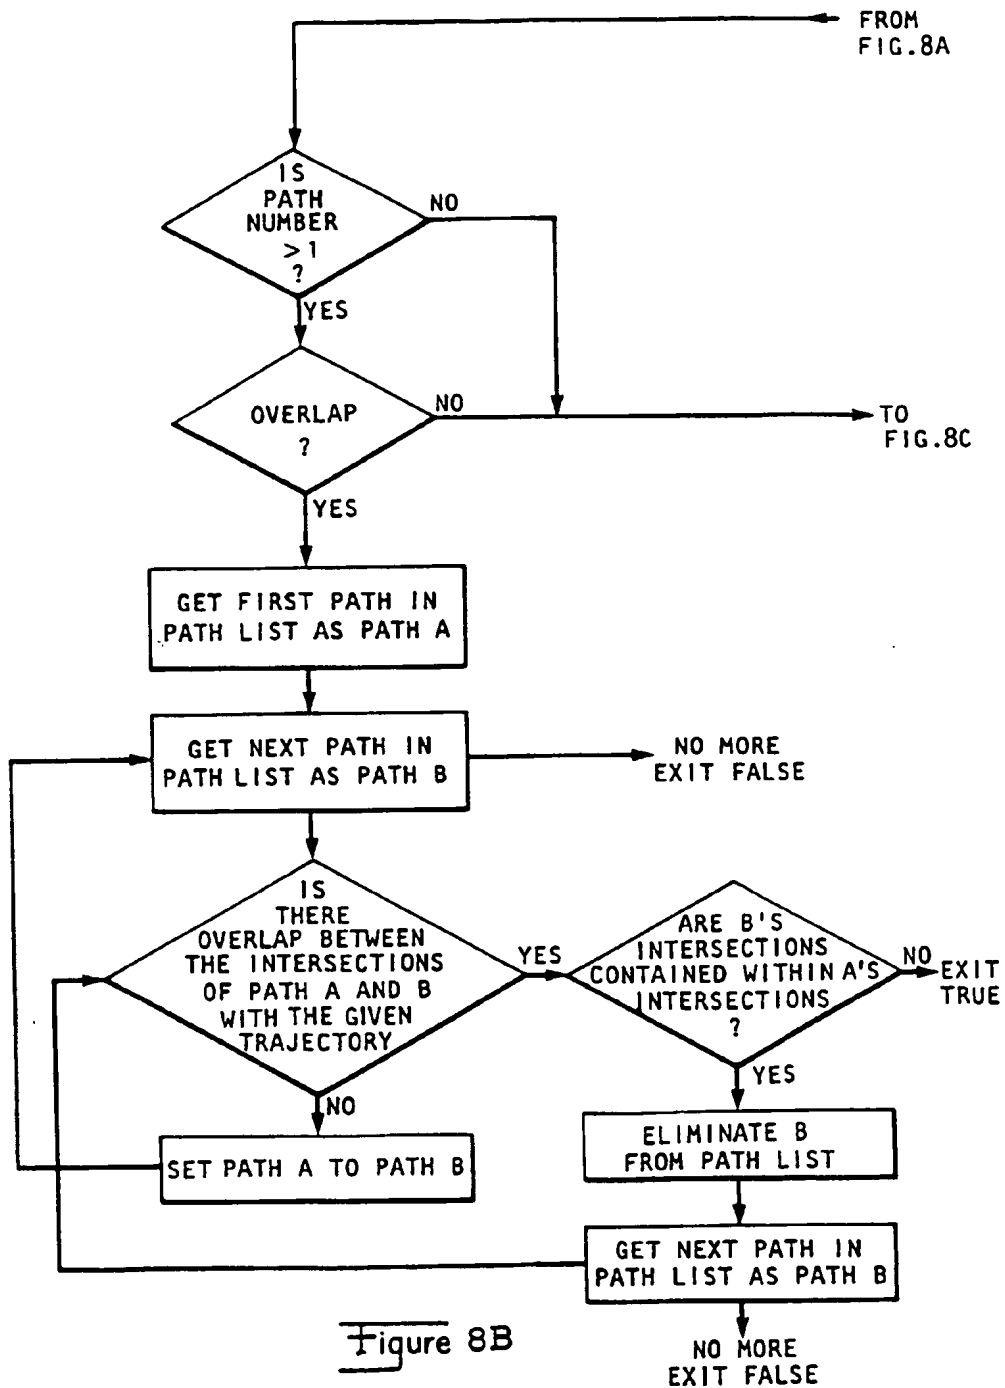 FROM
FIG.8A
IS
PATH
NUMBER
>1
?
NO
YES
OVERLAP
?
NO
TO
FIG.8C
YES
GET FIRST PATH IN
PATH LIST AS PATH A
GET NEXT PATH IN
PATH LIST AS PATH B
NO MORE
EXIT FALSE
IS
THERE
OVERLAP BETWEEN
THE INTERSECTIONS
OF PATH A AND B
WITH THE GIVEN
TRAJECTORY
YES
ARE B'S
INTERSECTIONS
CONTAINED WITHIN A'S
INTERSECTIONS
?
NO
EXIT
TRUE
NO
YES
SET PATH A TO PATH B
ELIMINATE B
FROM PATH LIST
GET NEXT PATH IN
PATH LIST AS PATH B
NO MORE
EXIT FALSE
Figure 8B